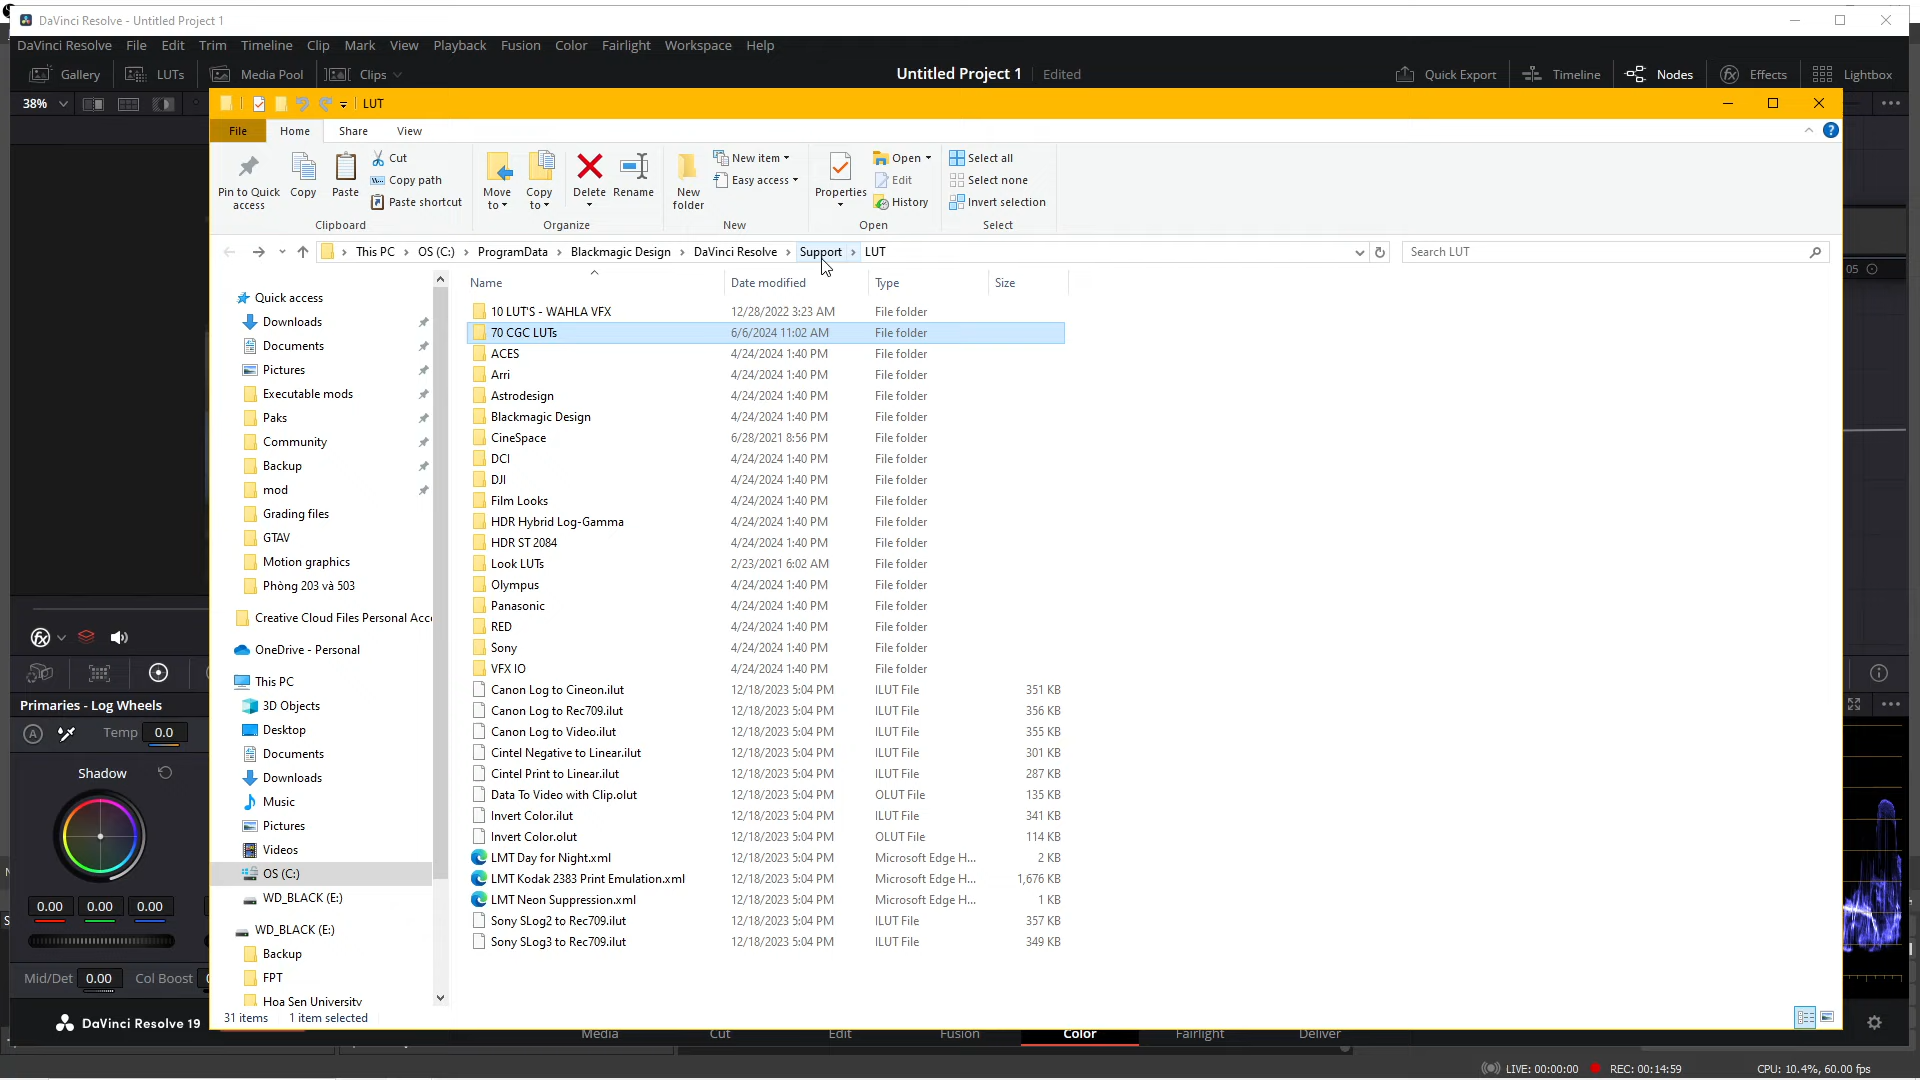 DaVinci Resolve - Untitled Project 1
DaVinci Resolve File Edit Trim Timeline Clip Mark View Playback Fusion Color Fairlight Workspace Help
Gallery LUTs Media Pool Clips Untitled Project 1 Edited Quick Export Timeline Nodes Effects Lightbox
38% LUT
File Home Share View
Pin to Quick access Copy Paste Cut Copy path Paste shortcut Move to Copy to Delete Rename New folder New item Easy access Properties Open Edit History Select all Select none Invert selection
Clipboard Organize New Open Select
This PC OS (C:) ProgramData Blackmagic Design DaVinci Resolve Support LUT Search LUT
05
Name Date modified Type Size
Quick access
Downloads
Documents
Pictures
Executable mods
Paks
Community
Backup
mod
Grading files
GTAV
Motion graphics
Phòng 203 và 503
Creative Cloud Files Personal Acc
OneDrive - Personal
This PC
3D Objects
Desktop
Documents
Downloads
Music
Pictures
Videos
OS (C:)
WD_BLACK (E:)
WD_BLACK (E:)
Backup
FPT
Hoa Sen University
10 LUT'S - WAHLA VFX 12/28/2022 3:23 AM File folder
70 CGC LUTs 6/6/2024 11:02 AM File folder
ACES 4/24/2024 1:40 PM File folder
Arri 4/24/2024 1:40 PM File folder
Astrodesign 4/24/2024 1:40 PM File folder
Blackmagic Design 4/24/2024 1:40 PM File folder
CineSpace 6/28/2021 8:56 PM File folder
DCI 4/24/2024 1:40 PM File folder
DJI 4/24/2024 1:40 PM File folder
Film Looks 4/24/2024 1:40 PM File folder
HDR Hybrid Log-Gamma 4/24/2024 1:40 PM File folder
HDR ST 2084 4/24/2024 1:40 PM File folder
Look LUTs 2/23/2021 6:02 AM File folder
Olympus 4/24/2024 1:40 PM File folder
Panasonic 4/24/2024 1:40 PM File folder
RED 4/24/2024 1:40 PM File folder
Sony 4/24/2024 1:40 PM File folder
VFX IO 4/24/2024 1:40 PM File folder
Canon Log to Cineon.ilut 12/18/2023 5:04 PM ILUT File 351 KB
Canon Log to Rec709.ilut 12/18/2023 5:04 PM ILUT File 356 KB
Canon Log to Video.ilut 12/18/2023 5:04 PM ILUT File 355 KB
Cintel Negative to Linear.ilut 12/18/2023 5:04 PM ILUT File 301 KB
Cintel Print to Linear.ilut 12/18/2023 5:04 PM ILUT File 287 KB
Data To Video with Clip.olut 12/18/2023 5:04 PM OLUT File 135 KB
Invert Color.ilut 12/18/2023 5:04 PM ILUT File 341 KB
Invert Color.olut 12/18/2023 5:04 PM OLUT File 114 KB
LMT Day for Night.xml 12/18/2023 5:04 PM Microsoft Edge H... 2 KB
LMT Kodak 2383 Print Emulation.xml 12/18/2023 5:04 PM Microsoft Edge H... 1,676 KB
LMT Neon Suppression.xml 12/18/2023 5:04 PM Microsoft Edge H... 1 KB
Sony SLog2 to Rec709.ilut 12/18/2023 5:04 PM ILUT File 357 KB
Sony SLog3 to Rec709.ilut 12/18/2023 5:04 PM ILUT File 349 KB
31 items 1 item selected
Primaries - Log Wheels
A Temp 0.0
Shadow
0.00 0.00 0.00
Mid/Det 0.00 Col Boost
DaVinci Resolve 19
Media Cut Edit Fusion Color Fairlight Deliver
LIVE: 00:00:00 REC: 00:14:59 CPU: 10.4%, 60.00 fps